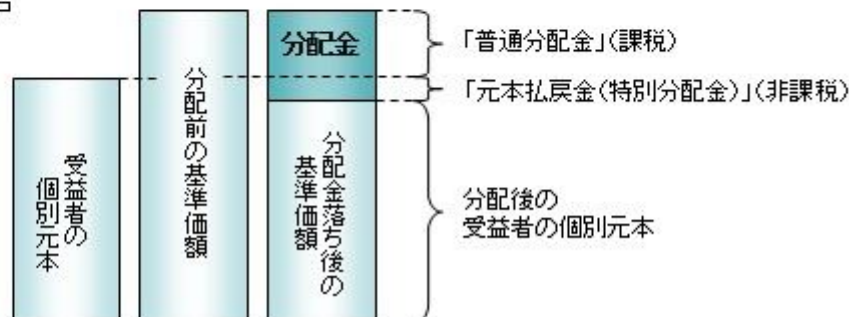 受益者の
個別元本
分配前の基準価額
分配金
分配金落ち後の
基準価額
「普通分配金」(課税)
「元本払戻金(特別分配金)」(非課税)
分配後の
受益者の個別元本